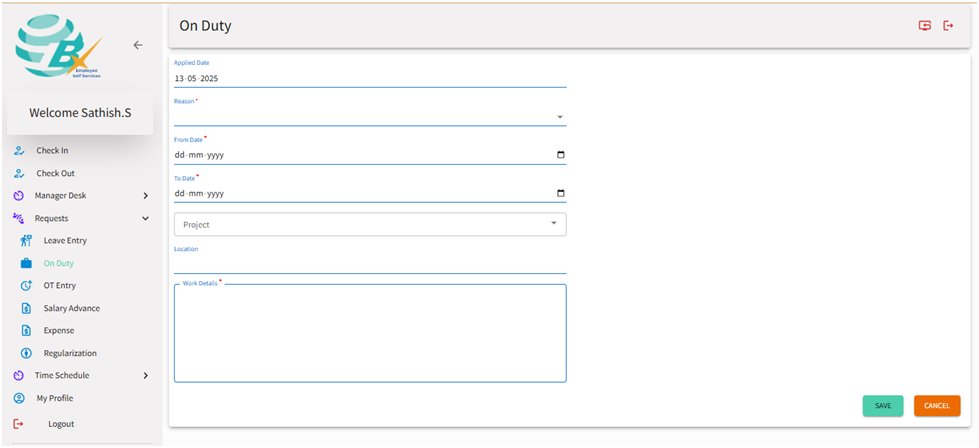 On Duty
TBx
Employee
Self Services
Welcome Sathish.S
Check In
Check Out
Manager Desk
Requests
Leave Entry
On Duty
OT Entry
Salary Advance
Expense
Regularization
Time Schedule
My Profile
Logout
Applied Date
13-05-2025
Reason *
From Date *
dd-mm-yyyy
To Date *
dd-mm-yyyy
Project
Location
Work Details *
SAVE
CANCEL